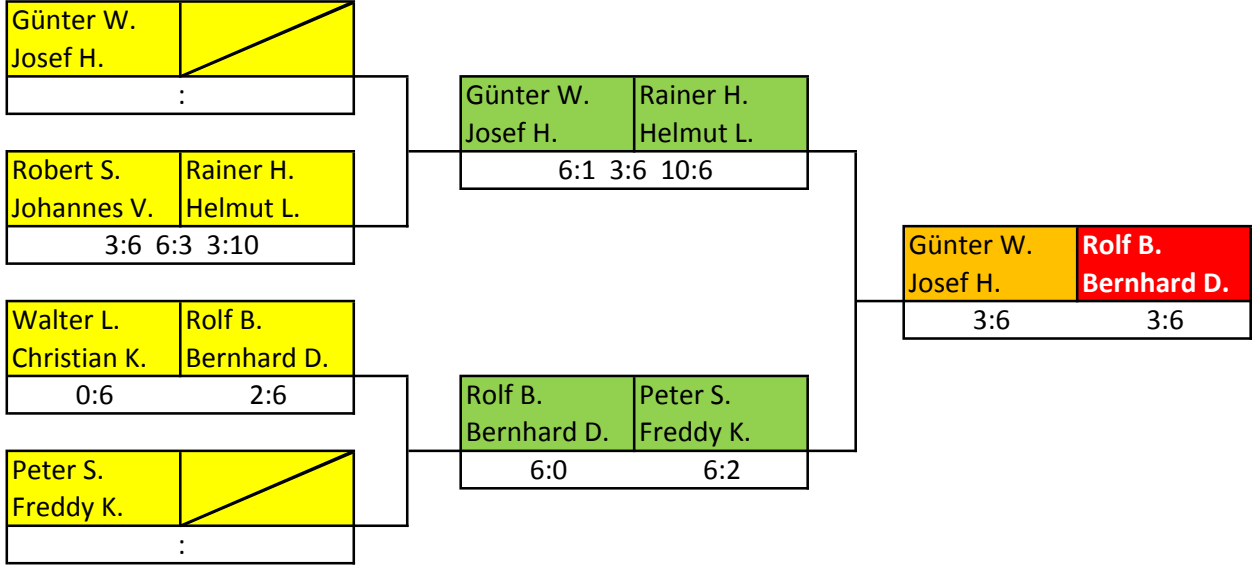 Günter W.
Josef H.
:
Robert S. Rainer H.
Johannes V. Helmut L.
3:6 6:3 3:10
Walter L. Rolf B.
Christian K. Bernhard D.
0:6 2:6
Peter S.
Freddy K.
:
Günter W. Rainer H.
Josef H. Helmut L.
6:1 3:6 10:6
Rolf B. Peter S.
Bernhard D. Freddy K.
6:0 6:2
Günter W. Rolf B.
Josef H. Bernhard D.
3:6 3:6